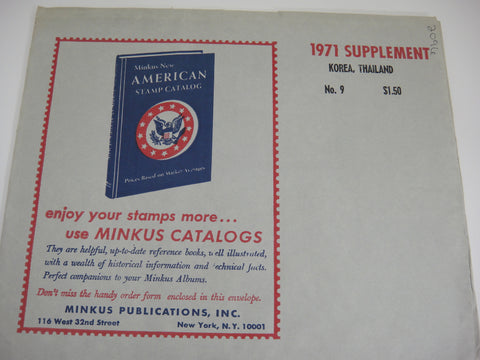 Minkus New
AMERICAN
STAMP CATALOG
Prices Based on Market Averages
enjoy your stamps more...
use MINKUS CATALOGS
They are helpful, up-to-date reference books, well illustrated,
with a wealth of historical information and technical facts.
Perfect companions to your Minkus Albums.
Don't miss the handy order form enclosed in this envelope.
MINKUS PUBLICATIONS, INC.
116 West 32nd Street New York, N.Y. 10001
1971 SUPPLEMENT
KOREA, THAILAND
No. 9 $1.50